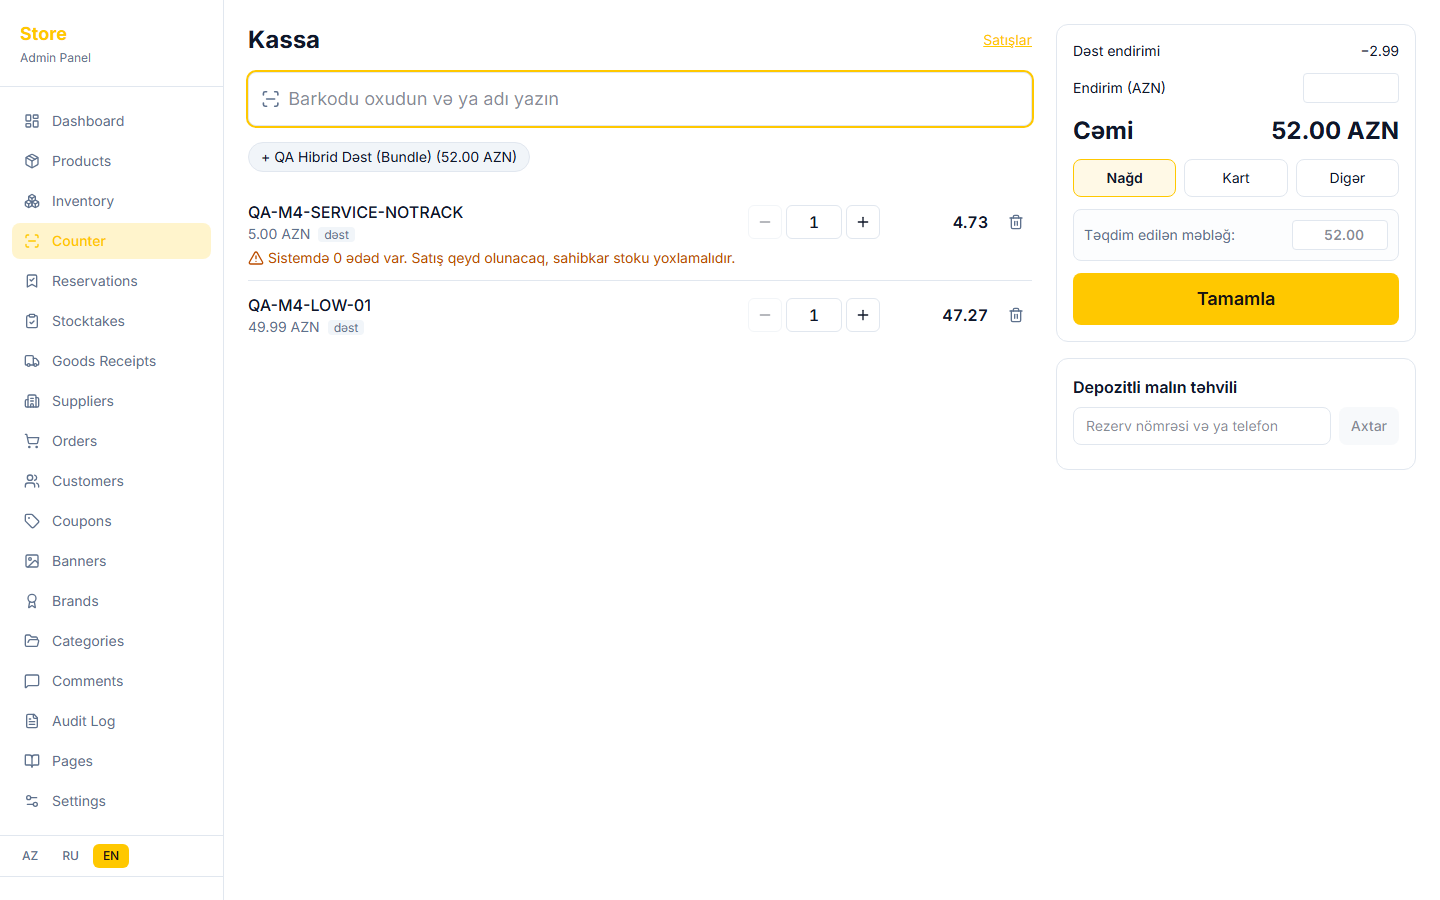 Store
Admin Panel
Dashboard
Products
Inventory
Counter
Reservations
Stocktakes
Goods Receipts
Suppliers
Orders
Customers
Coupons
Banners
Brands
Categories
Comments
Audit Log
Pages
Settings
AZ RU EN
Kassa
Satışlar
Barkodu oxudun və ya adı yazın
+ QA Hibrid Dəst (Bundle) (52.00 AZN)
QA-M4-SERVICE-NOTRACK
5.00 AZN dəst
− 1 + 4.73
Sistemdə 0 ədəd var. Satış qeyd olunacaq, sahibkar stoku yoxlamalıdır.
QA-M4-LOW-01
49.99 AZN dəst
− 1 + 47.27
Dəst endirimi −2.99
Endirim (AZN)
Cəmi 52.00 AZN
Nağd Kart Digər
Təqdim edilən məbləğ: 52.00
Tamamla
Depozitli malın təhvili
Rezerv nömrəsi və ya telefon Axtar